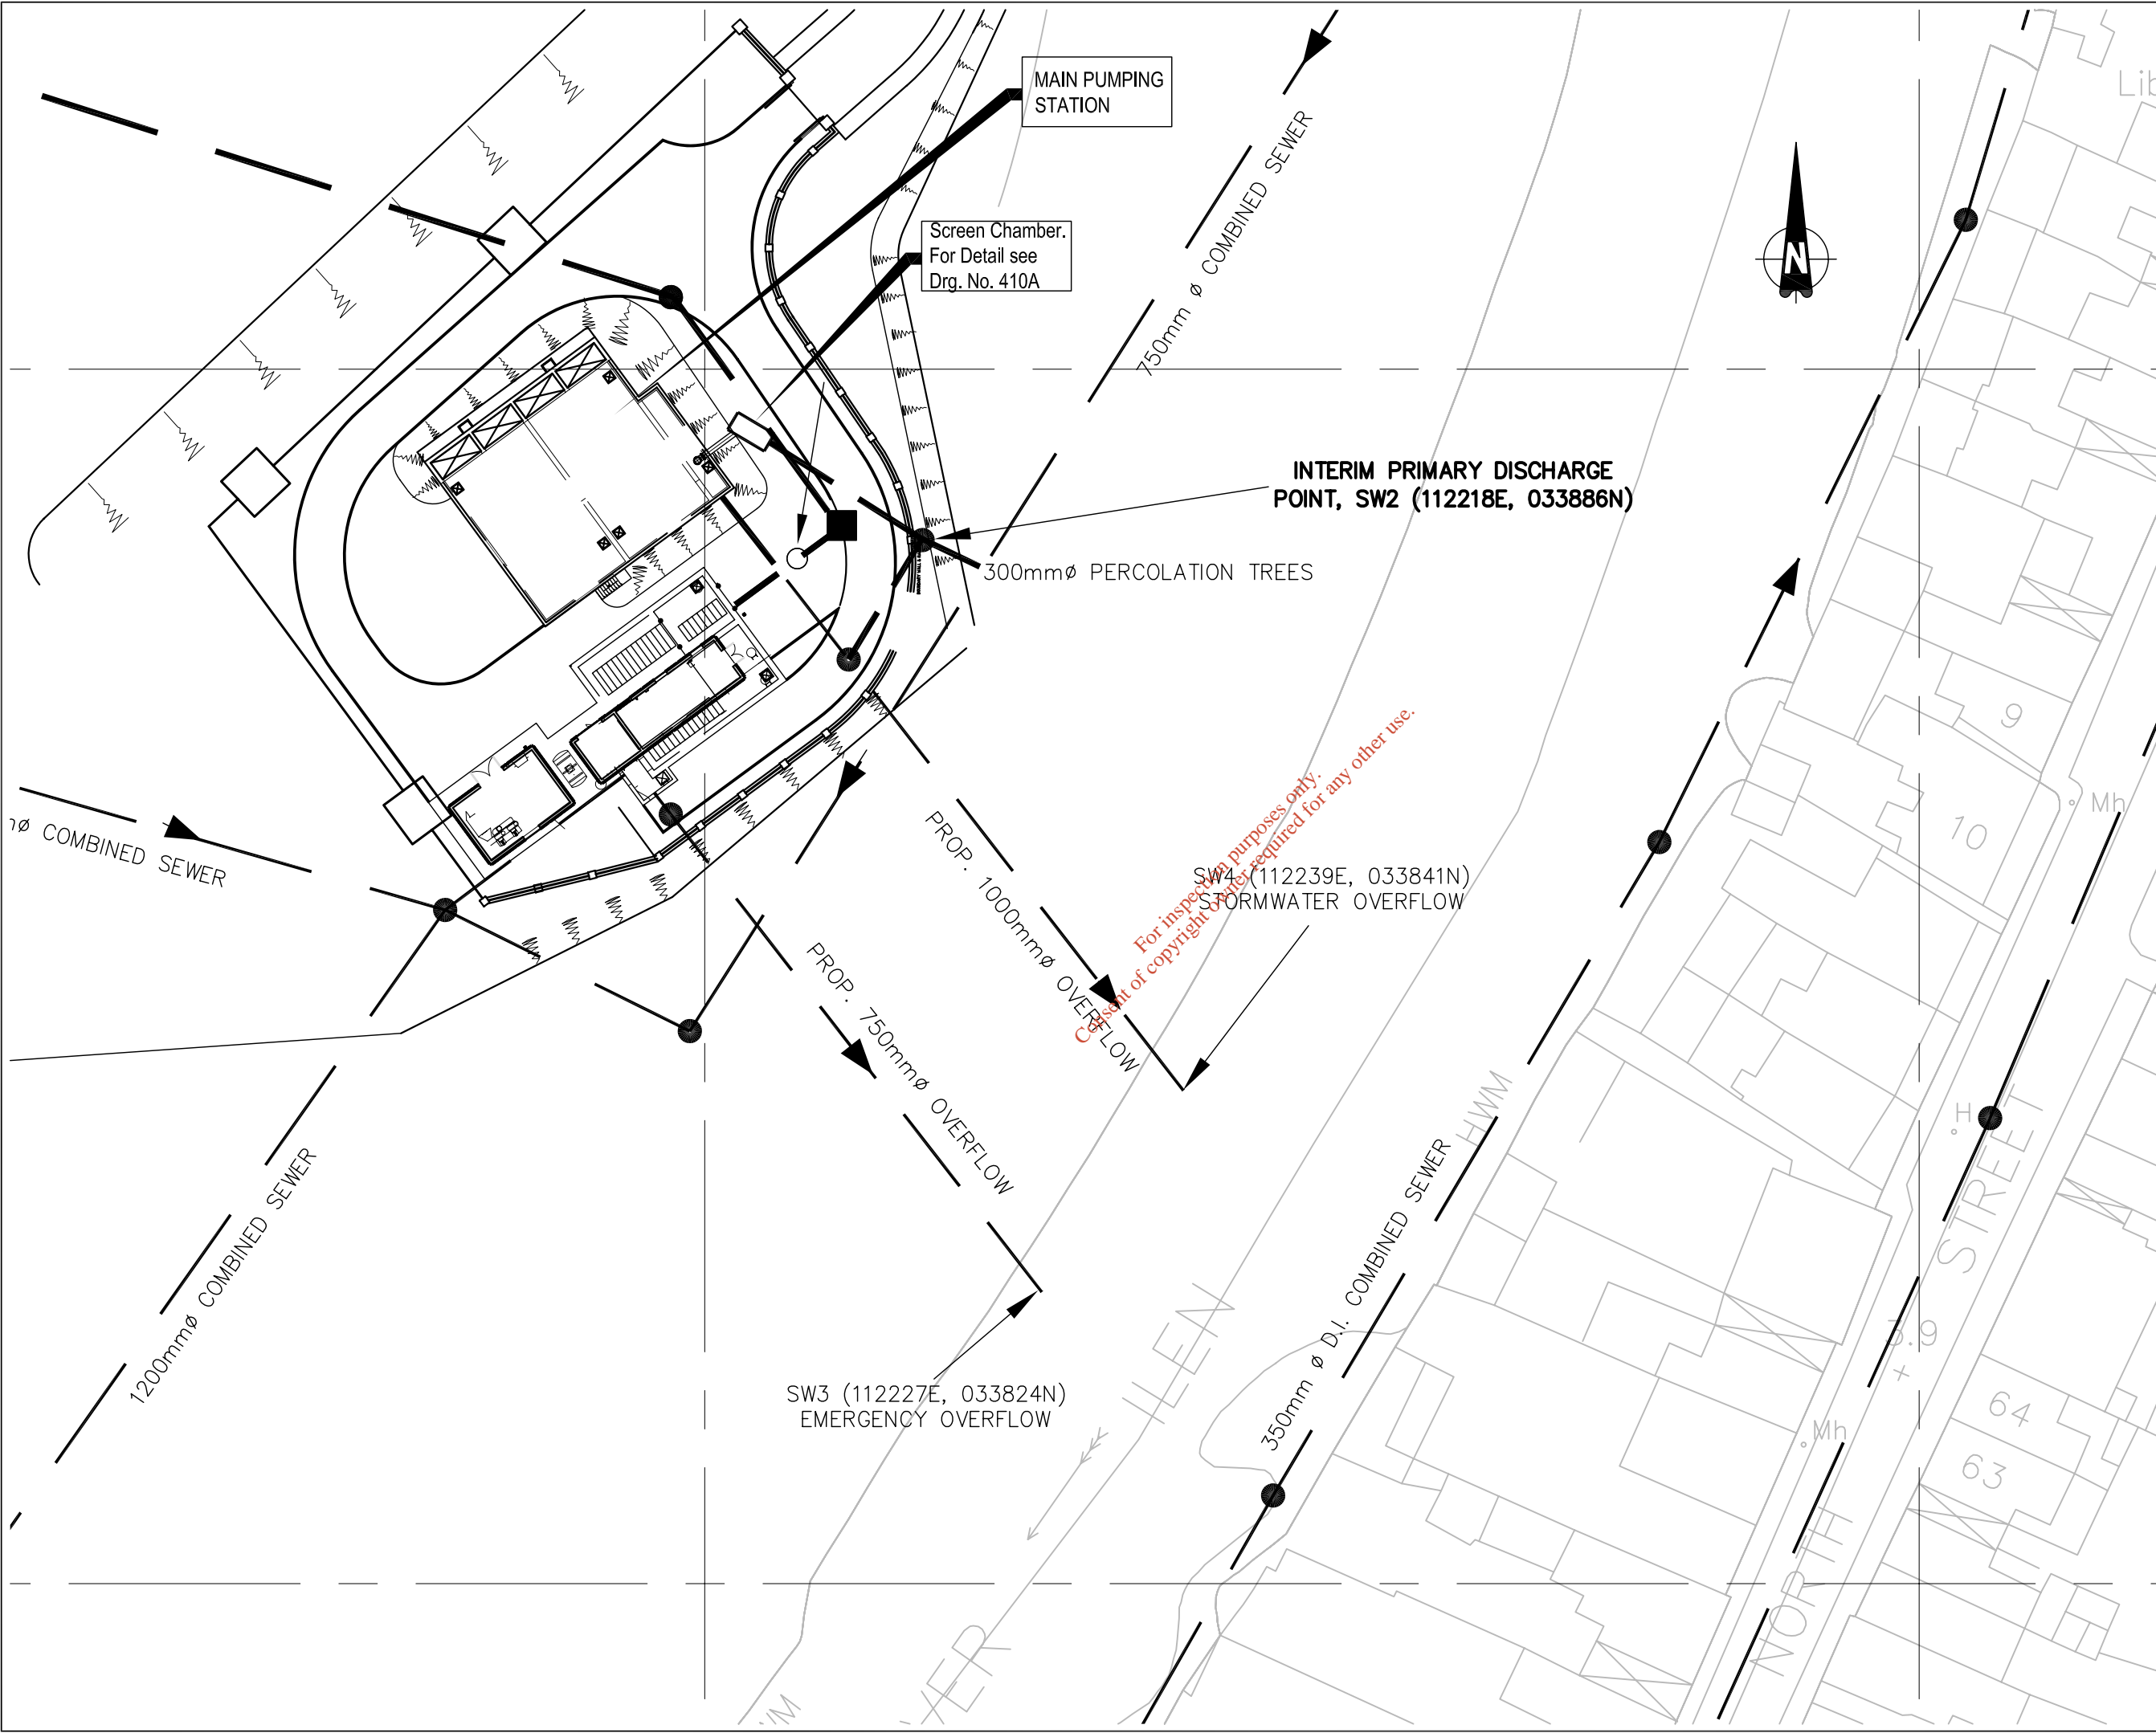 MAIN PUMPING
STATION
Screen Chamber.
For Detail see
Drg. No. 410A
750mm ø COMBINED SEWER
N
INTERIM PRIMARY DISCHARGE
POINT, SW2 (112218E, 033886N)
300mmø PERCOLATION TREES
9
10
Mh
COMBINED SEWER
PROP. 1000mmø OVERFLOW
PROP. 750mmø OVERFLOW
SW4 (112239E, 033841N)
STORMWATER OVERFLOW
For inspection purposes only.
Consent of copyright owner required for any other use.
HWM
H
1200mmø COMBINED SEWER
350mm ø D.I. COMBINED SEWER
SW3 (112227E, 033824N)
EMERGENCY OVERFLOW
ILEN
NORTH STREET
3.9
64
63
Mh